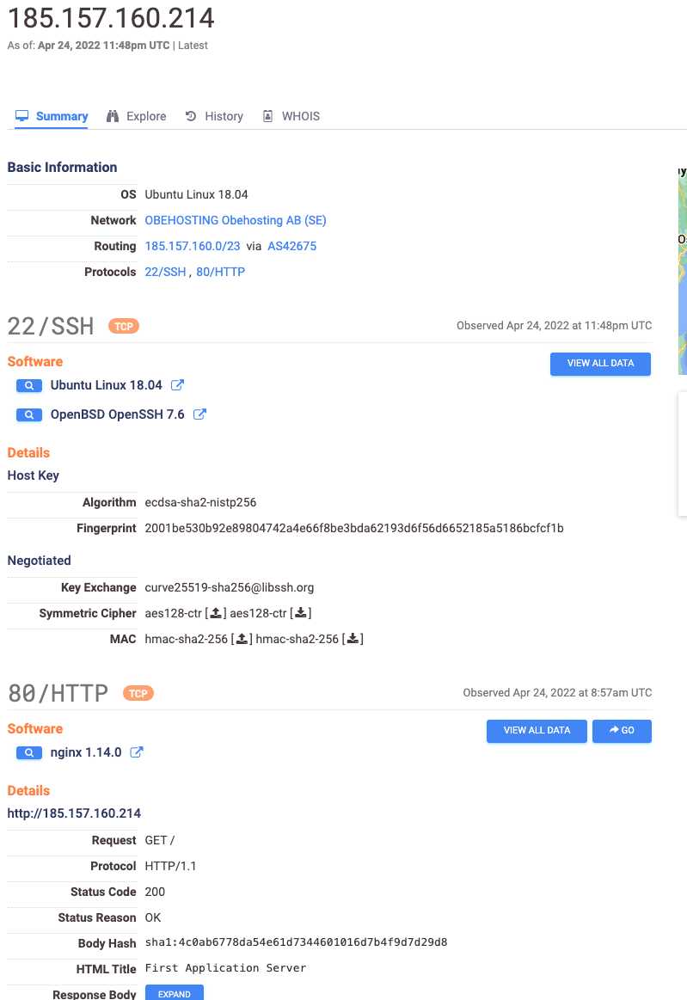 185.157.160.214
As of: Apr 24, 2022 11:48pm UTC | Latest
Summary Explore History WHOIS
Basic Information
OS Ubuntu Linux 18.04
Network OBEHOSTING Obehosting AB (SE)
Routing 185.157.160.0/23 via AS42675
Protocols 22/SSH , 80/HTTP
22/SSH TCP Observed Apr 24, 2022 at 11:48pm UTC
Software VIEW ALL DATA
Ubuntu Linux 18.04
OpenBSD OpenSSH 7.6
Details
Host Key
Algorithm ecdsa-sha2-nistp256
Fingerprint 2001be530b92e89804742a4e66f8be3bda62193d6f56d6652185a5186bcfcf1b
Negotiated
Key Exchange curve25519-sha256@libssh.org
Symmetric Cipher aes128-ctr [ ] aes128-ctr [ ]
MAC hmac-sha2-256 [ ] hmac-sha2-256 [ ]
80/HTTP TCP Observed Apr 24, 2022 at 8:57am UTC
Software VIEW ALL DATA GO
nginx 1.14.0
Details
http://185.157.160.214
Request GET /
Protocol HTTP/1.1
Status Code 200
Status Reason OK
Body Hash sha1:4c0ab6778da54e61d7344601016d7b4f9d7d29d8
HTML Title First Application Server
Response Body EXPAND